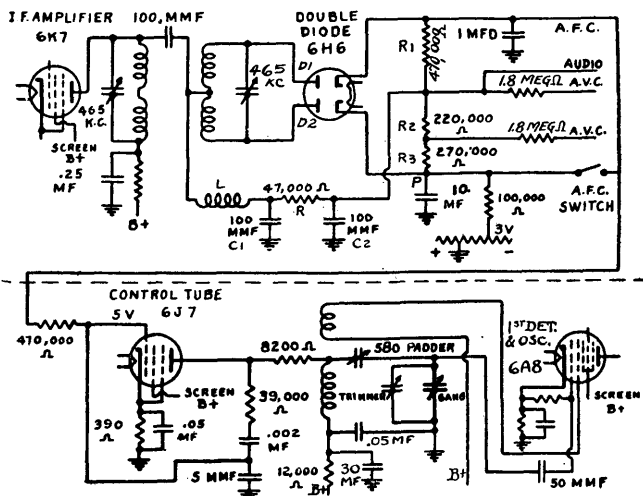 I.F. AMPLIFIER
6K7
100, MMF
DOUBLE
DIODE
6H6
465
K.C.
SCREEN
B+
.25
MF
B+
465
KC
D1
D2
R1
470,000
Ω
1 MFD
A.F.C.
AUDIO
1.8 MEGΩ
A.V.C.
R2
220,000
Ω
1.8 MEGΩ
A.V.C.
R3
270,000
Ω
P
10
MF
100,000
Ω
A.F.C.
SWITCH
3V
+
-
L
47,000 Ω
R
100
MMF
C1
100
MMF
C2
CONTROL TUBE
6J7
5 V
470,000
Ω
SCREEN
B+
390
Ω
.05
MF
8200 Ω
39,000
Ω
.002
MF
5 MMF
580 PADDER
TRIMMER
GANG
.05 MF
12,000
Ω
B+
30
MF
B+
1ST DET.
& OSC.
6A8
SCREEN
B+
50 MMF